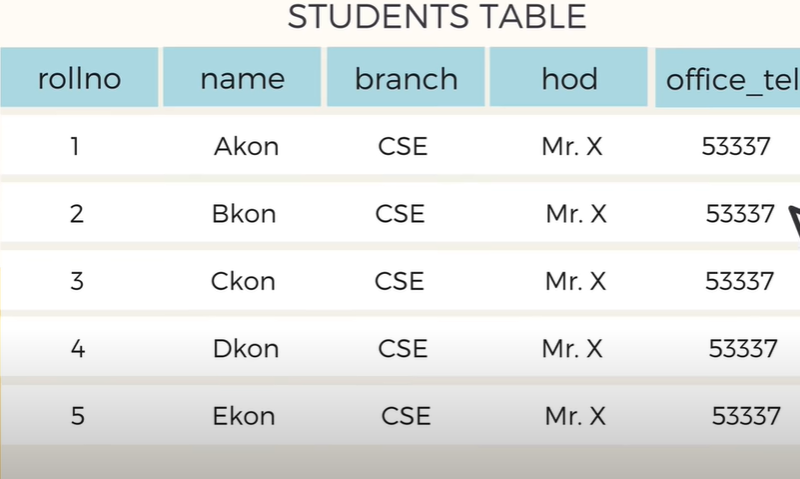 STUDENTS TABLE
rollno name branch hod office_tel
1 Akon CSE Mr. X 53337
2 Bkon CSE Mr. X 53337
3 Ckon CSE Mr. X 53337
4 Dkon CSE Mr. X 53337
5 Ekon CSE Mr. X 53337